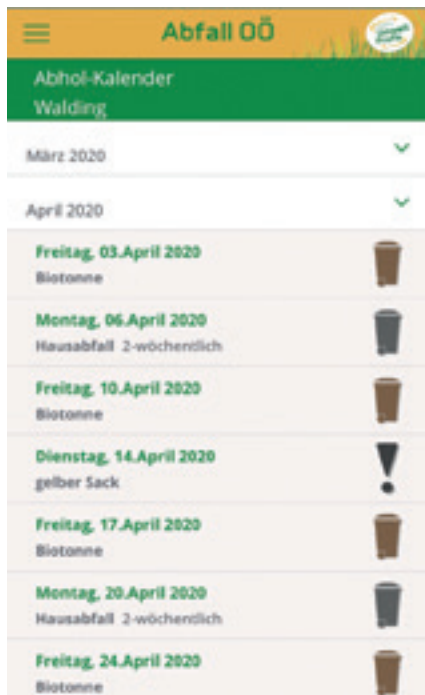 Abfall OÖ
Abhol-Kalender
Walding
März 2020
April 2020
Freitag, 03.April 2020
Biotonne
Montag, 06.April 2020
Hausabfall 2-wöchentlich
Freitag, 10.April 2020
Biotonne
Dienstag, 14.April 2020
gelber Sack
Freitag, 17.April 2020
Biotonne
Montag, 20.April 2020
Hausabfall 2-wöchentlich
Freitag, 24.April 2020
Biotonne